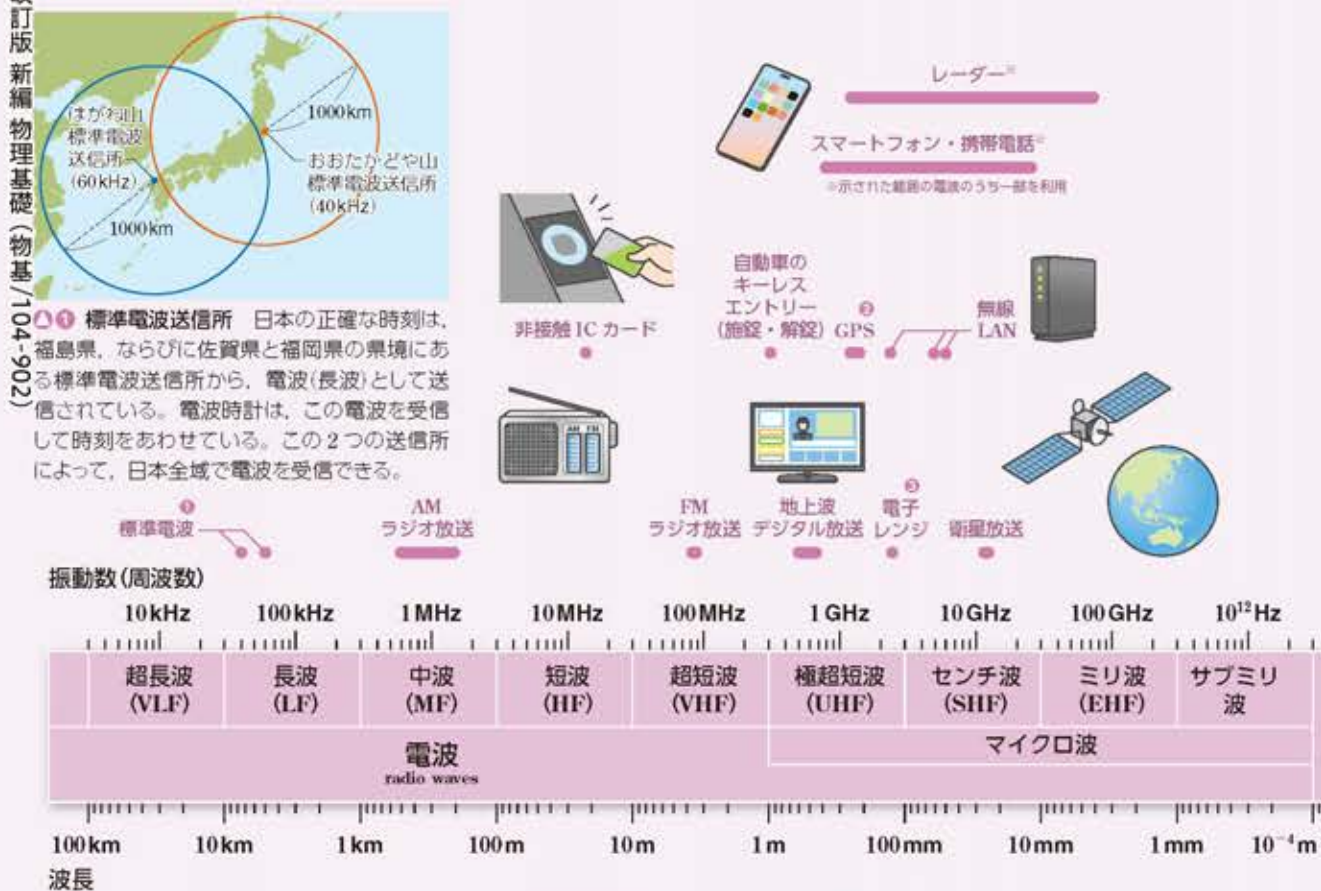 訂版 新編 物理基礎(物基/104-902)
はがね山
標準電波
送信所
(60kHz)
1000km
1000km
おおたかどや山
標準電波送信所
(40kHz)
△❶ 標準電波送信所 日本の正確な時刻は,
福島県, ならびに佐賀県と福岡県の県境にあ
る標準電波送信所から, 電波(長波)として送
信されている。電波時計は, この電波を受信
して時刻をあわせている。この2つの送信所
によって, 日本全域で電波を受信できる。
レーダー※
スマートフォン・携帯電話※
※示された範囲の電波のうち一部を利用
非接触ICカード
自動車の
キーレス
エントリー
(施錠・解錠)
❷
GPS
無線
LAN
AM FM
❶
標準電波
AM
ラジオ放送
FM
ラジオ放送
地上波
デジタル放送
❸
電子
レンジ
衛星放送
振動数(周波数)
10kHz 100kHz 1MHz 10MHz 100MHz 1GHz 10GHz 100GHz 10¹²Hz
超長波 長波 中波 短波 超短波 極超短波 センチ波 ミリ波 サブミリ
(VLF) (LF) (MF) (HF) (VHF) (UHF) (SHF) (EHF) 波
電波
radio waves
マイクロ波
100km 10km 1km 100m 10m 1m 100mm 10mm 1mm 10⁻⁴m
波長